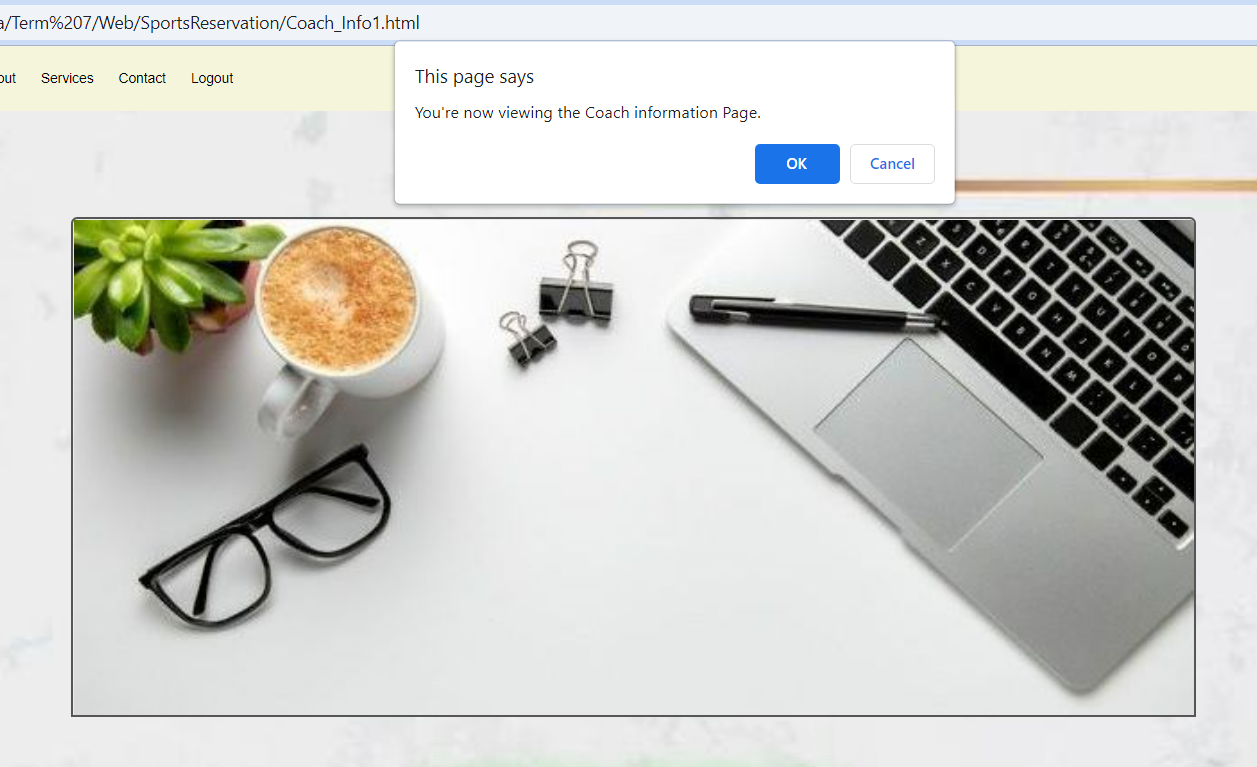 a/Term%207/Web/SportsReservation/Coach_Info1.html
out Services Contact Logout
This page says
You're now viewing the Coach information Page.
OK Cancel